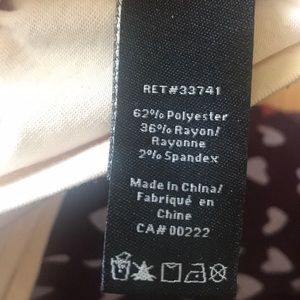 RET#33741
62% Polyester
36% Rayon/
Rayonne
2% Spandex
Made in China/
Fabriqué en
Chine
CA# 00222